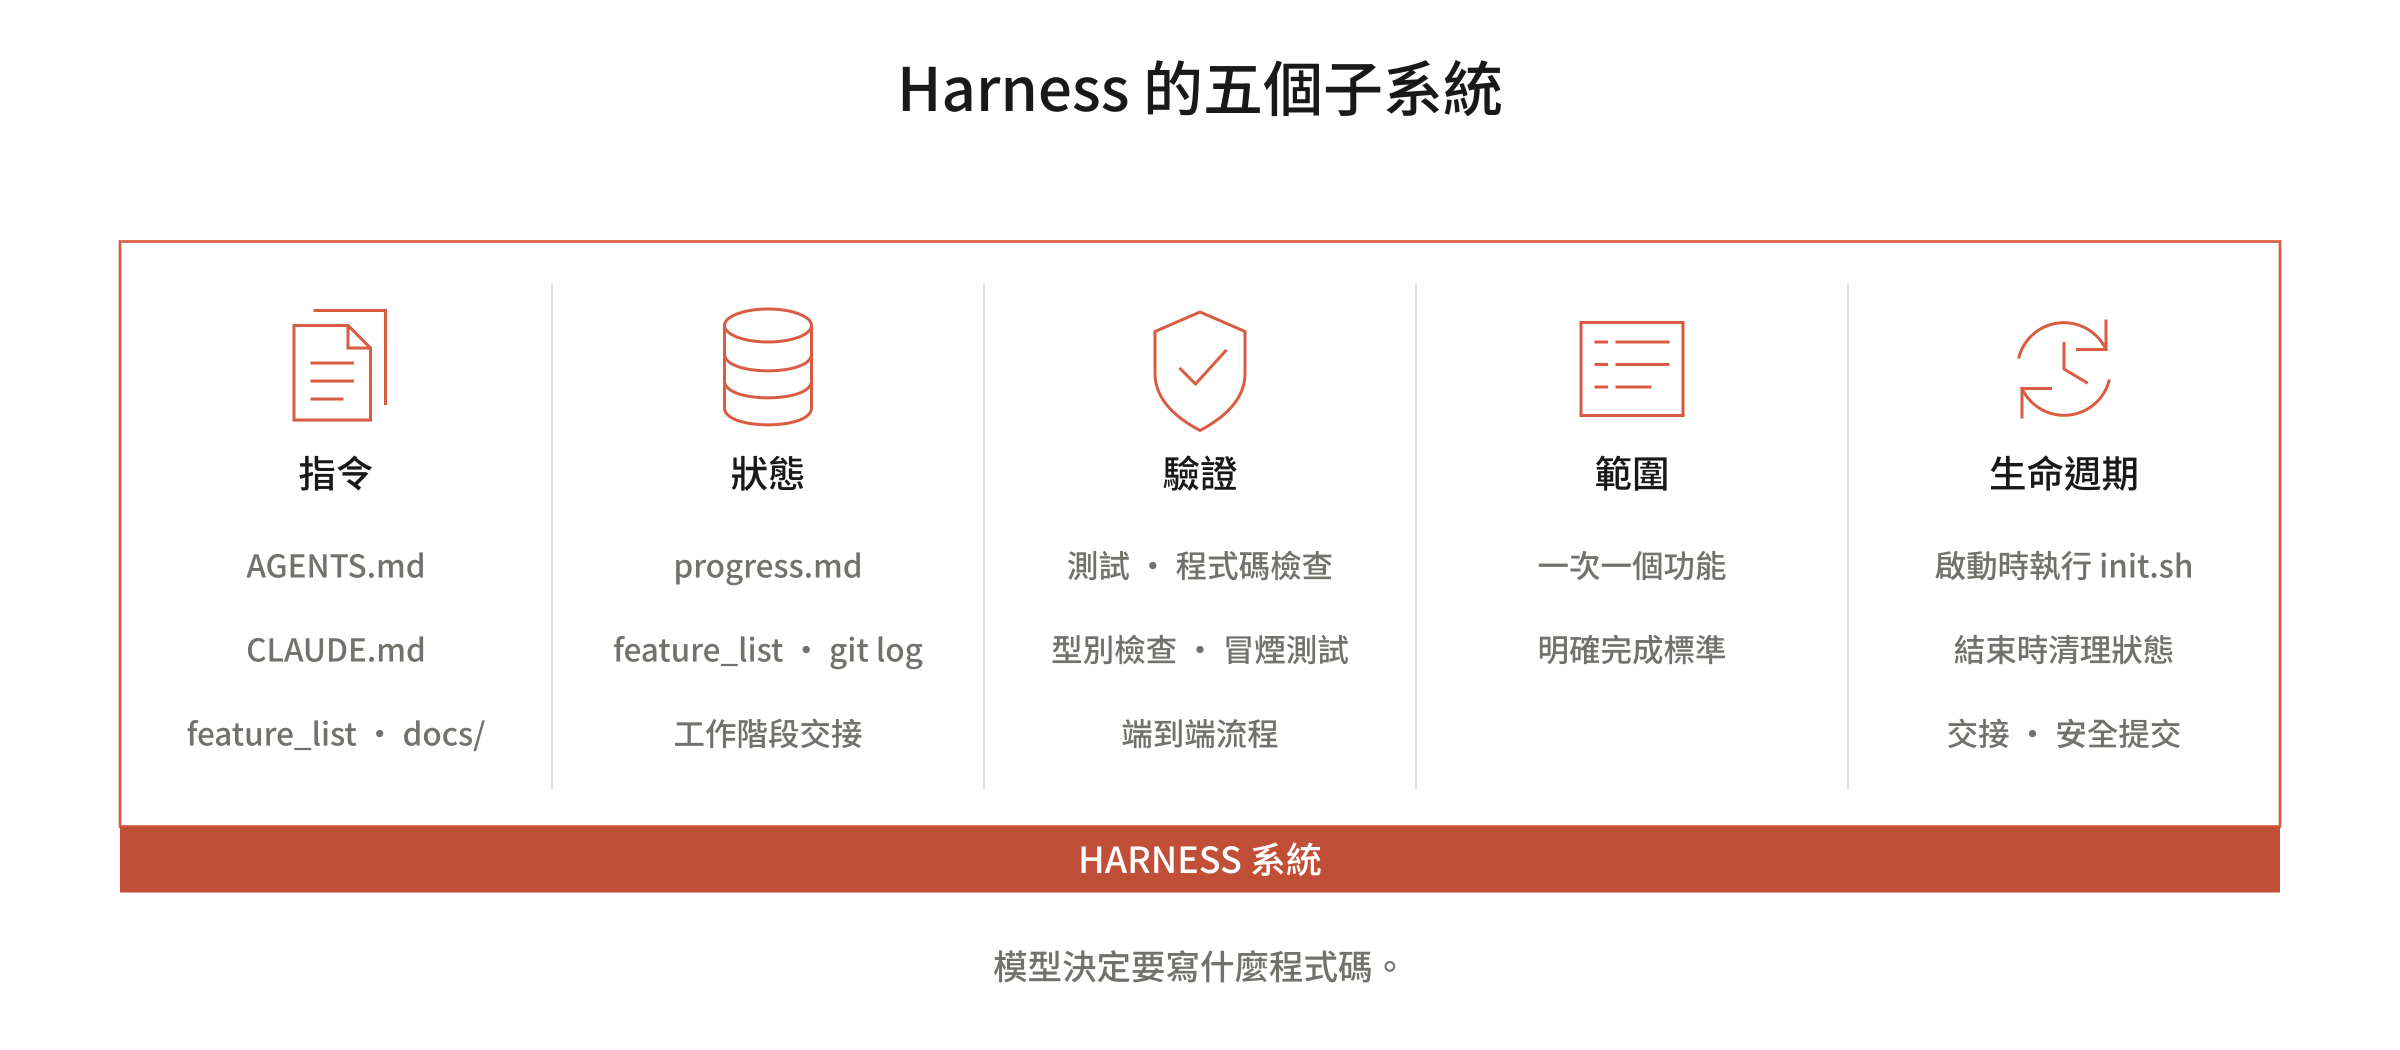 Harness 的五個子系統
指令
AGENTS.md
CLAUDE.md
feature_list · docs/
狀態
progress.md
feature_list · git log
工作階段交接
驗證
測試 · 程式碼檢查
型別檢查 · 冒煙測試
端到端流程
範圍
一次一個功能
明確完成標準
生命週期
啟動時執行 init.sh
結束時清理狀態
交接 · 安全提交
HARNESS 系統
模型決定要寫什麼程式碼。